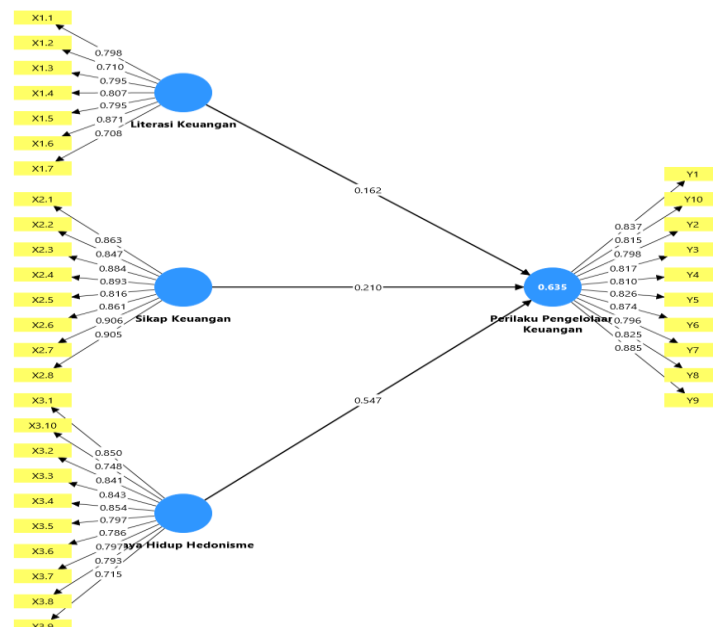 X1.1
X1.2
X1.3
X1.4
X1.5
X1.6
X1.7
0.798
0.710
0.795
0.807
0.795
0.871
0.708
Literasi Keuangan
0.162
X2.1
X2.2
X2.3
X2.4
X2.5
X2.6
X2.7
X2.8
0.863
0.847
0.884
0.893
0.816
0.861
0.906
0.905
Sikap Keuangan
0.210
X3.1
X3.10
X3.2
X3.3
X3.4
X3.5
X3.6
X3.7
X3.8
X3.9
0.850
0.748
0.841
0.843
0.854
0.797
0.786
0.797
0.793
0.715
Hidup Hedonisme
0.547
0.635
Perilaku Pengelolaan
Keuangan
0.837
0.815
0.798
0.817
0.810
0.826
0.874
0.796
0.825
0.885
Y1
Y10
Y2
Y3
Y4
Y5
Y6
Y7
Y8
Y9